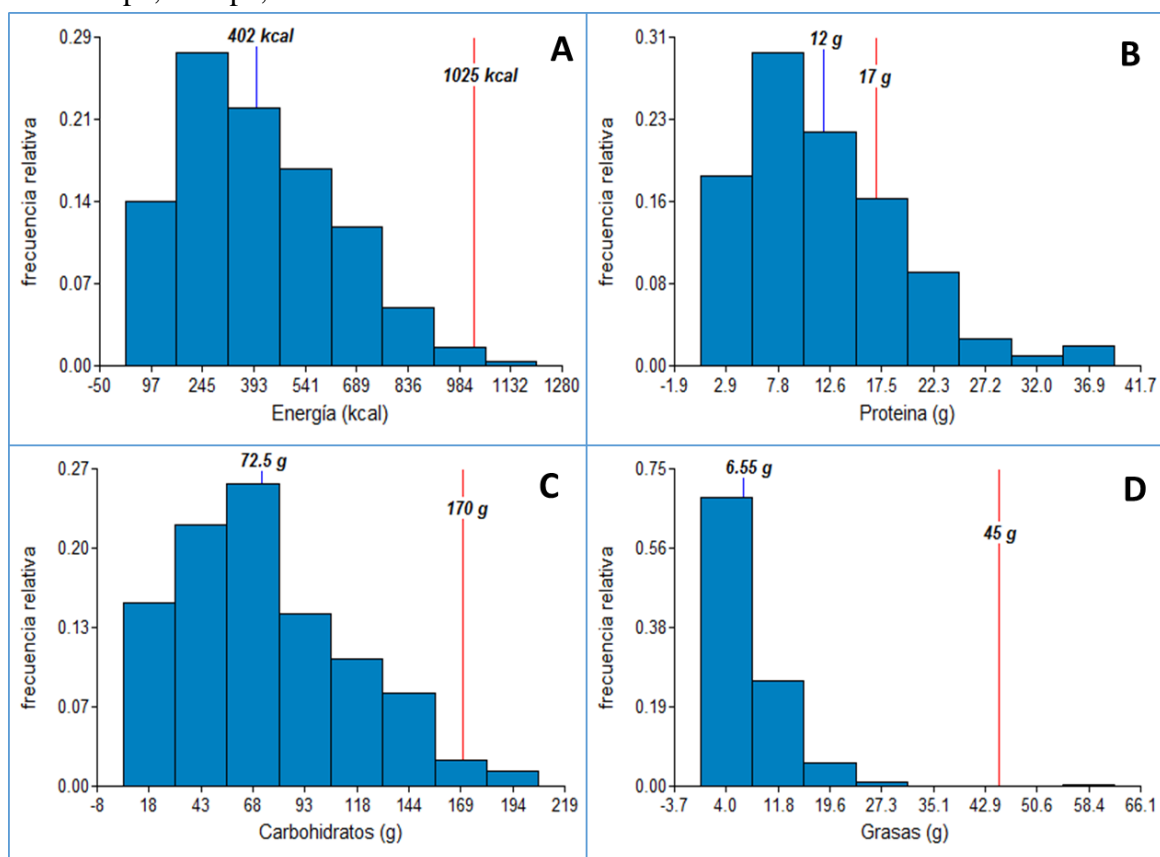 A
402 kcal
1025 kcal
frecuencia relativa
0.29
0.21
0.14
0.07
0.00
-50 97 245 393 541 689 836 984 1132 1280
Energía (kcal)
B
12 g
17 g
frecuencia relativa
0.31
0.23
0.16
0.08
0.00
-1.9 2.9 7.8 12.6 17.5 22.3 27.2 32.0 36.9 41.7
Proteina (g)
C
72.5 g
170 g
frecuencia relativa
0.27
0.20
0.13
0.07
0.00
-8 18 43 68 93 118 144 169 194 219
Carbohidratos (g)
D
6.55 g
45 g
frecuencia relativa
0.75
0.56
0.38
0.19
0.00
-3.7 4.0 11.8 19.6 27.3 35.1 42.9 50.6 58.4 66.1
Grasas (g)